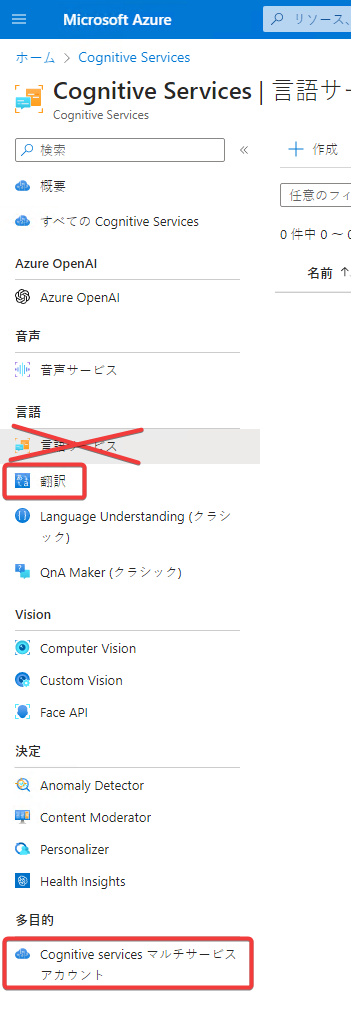 Microsoft Azure
リソース、
ホーム > Cognitive Services
Cognitive Services | 言語サー
Cognitive Services
検索
«
+ 作成
概要
任意のフィ
すべての Cognitive Services
0 件中 0 ～ 0
Azure OpenAI
名前 ↑
Azure OpenAI
音声
音声サービス
言語
言語サービス
翻訳
Language Understanding (クラシ
ック)
QnA Maker (クラシック)
Vision
Computer Vision
Custom Vision
Face API
決定
Anomaly Detector
Content Moderator
Personalizer
Health Insights
多目的
Cognitive services マルチサービス
アカウント